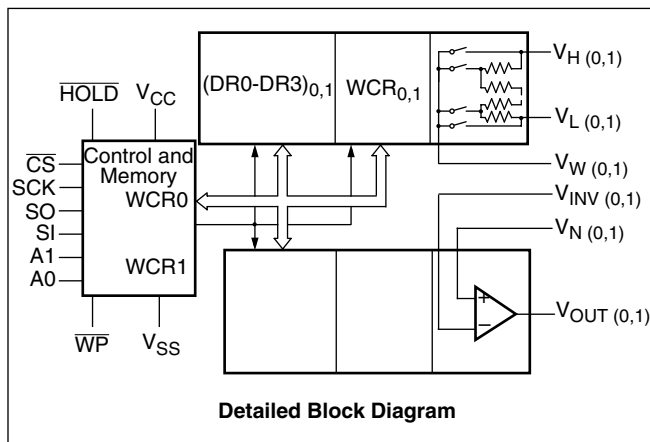 HOLD
VCC
(DR0-DR3)0,1
WCR0,1
VH (0,1)
VL (0,1)
VW (0,1)
VINV (0,1)
VN (0,1)
VOUT (0,1)
Control and
Memory
WCR0
WCR1
CS
SCK
SO
SI
A1
A0
WP
VSS
+
−
Detailed Block Diagram